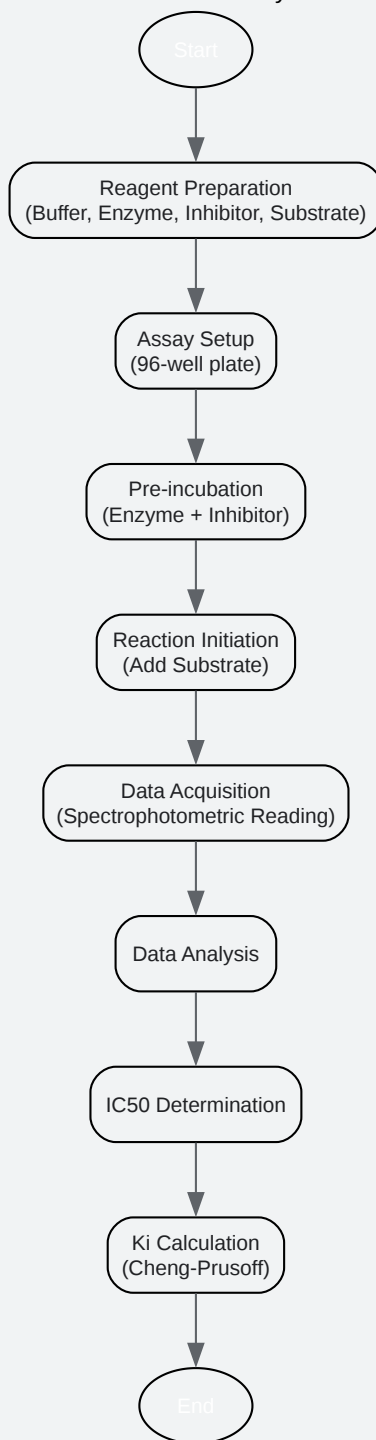 Start
Reagent Preparation
(Buffer, Enzyme, Inhibitor, Substrate)
Assay Setup
(96-well plate)
Pre-incubation
(Enzyme + Inhibitor)
Reaction Initiation
(Add Substrate)
Data Acquisition
(Spectrophotometric Reading)
Data Analysis
IC50 Determination
Ki Calculation
(Cheng-Prusoff)
End